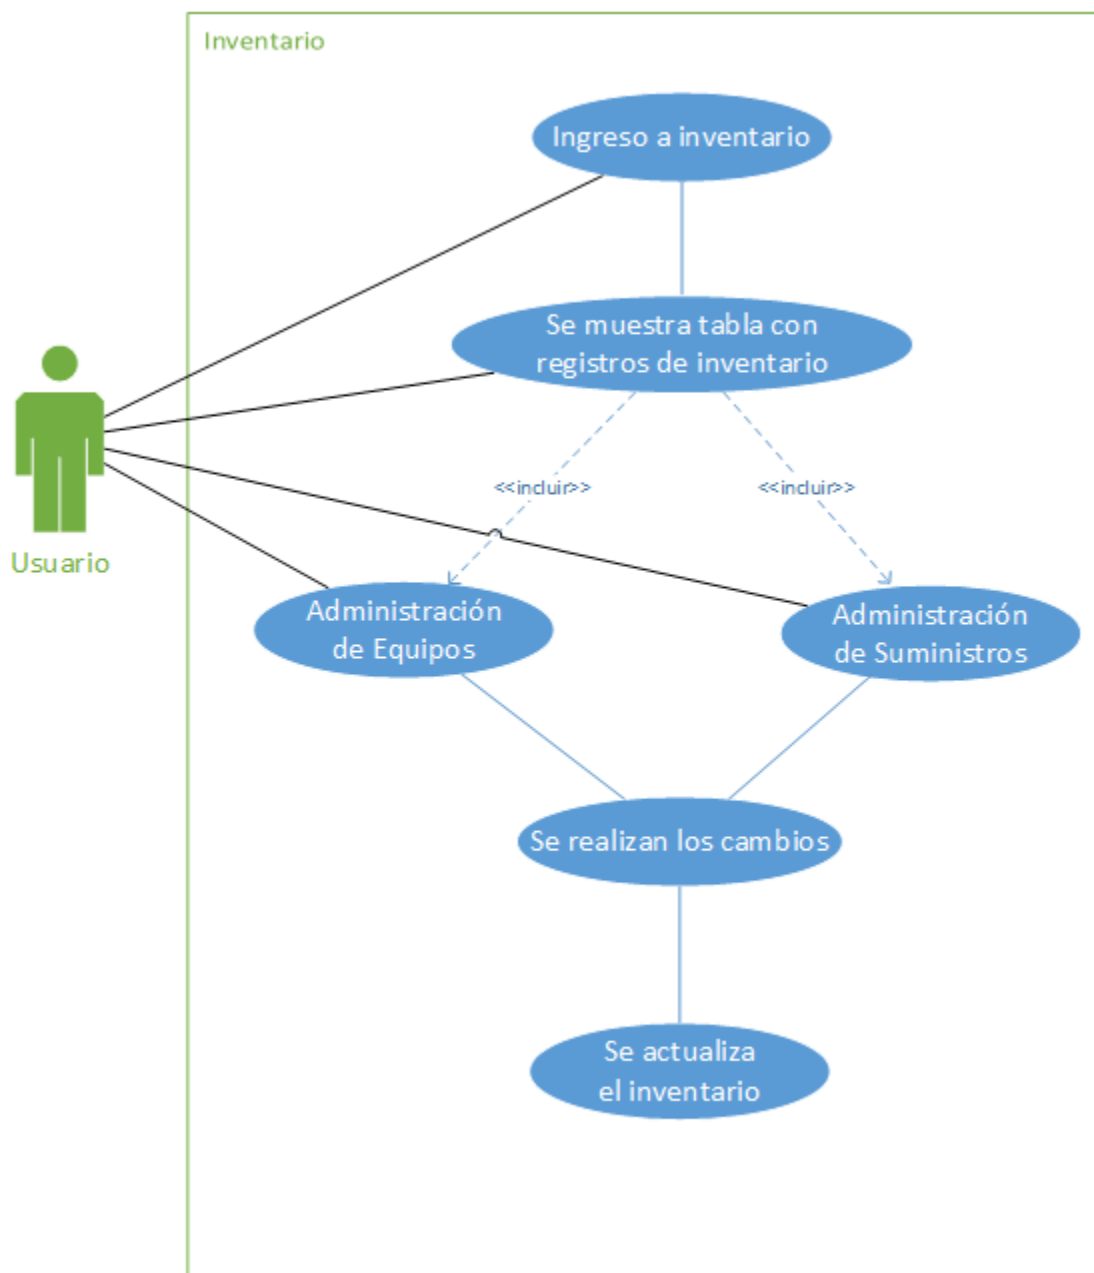 Inventario
Ingreso a inventario
Se muestra tabla con
registros de inventario
<<incluir>>
<<incluir>>
Usuario
Administración
de Equipos
Administración
de Suministros
Se realizan los cambios
Se actualiza
el inventario